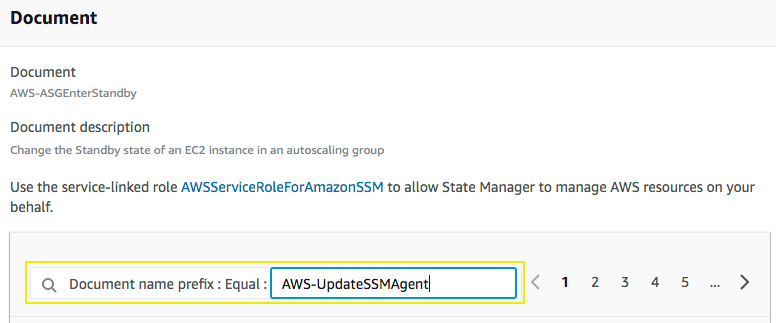 Document
Document
AWS-ASGEnterStandby
Document description
Change the Standby state of an EC2 instance in an autoscaling group
Use the service-linked role AWSServiceRoleForAmazonSSM to allow State Manager to manage AWS resources on your
behalf.
Document name prefix : Equal : AWS-UpdateSSMAgent 1 2 3 4 5 ...